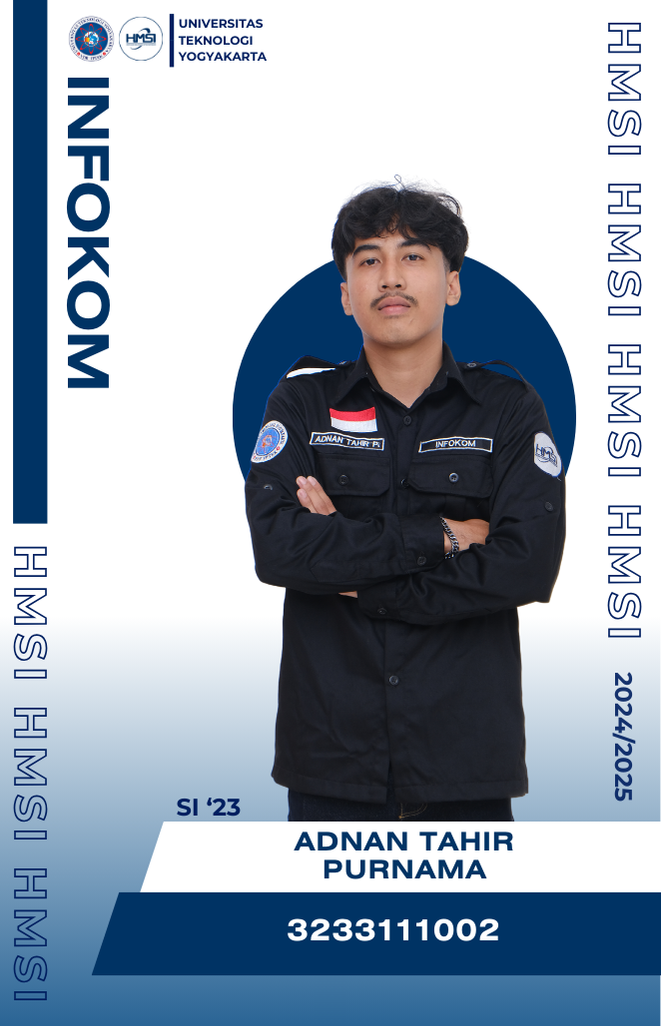 HMSI
UNIVERSITAS
TEKNOLOGI
YOGYAKARTA
INFOKOM
HMSI HMSI HMSI HMSI
2024/2025
HMSI HMSI HMSI
ADNAN TAHIR P.
INFOKOM
HMSI
SI ‘23
ADNAN TAHIR
PURNAMA
3233111002